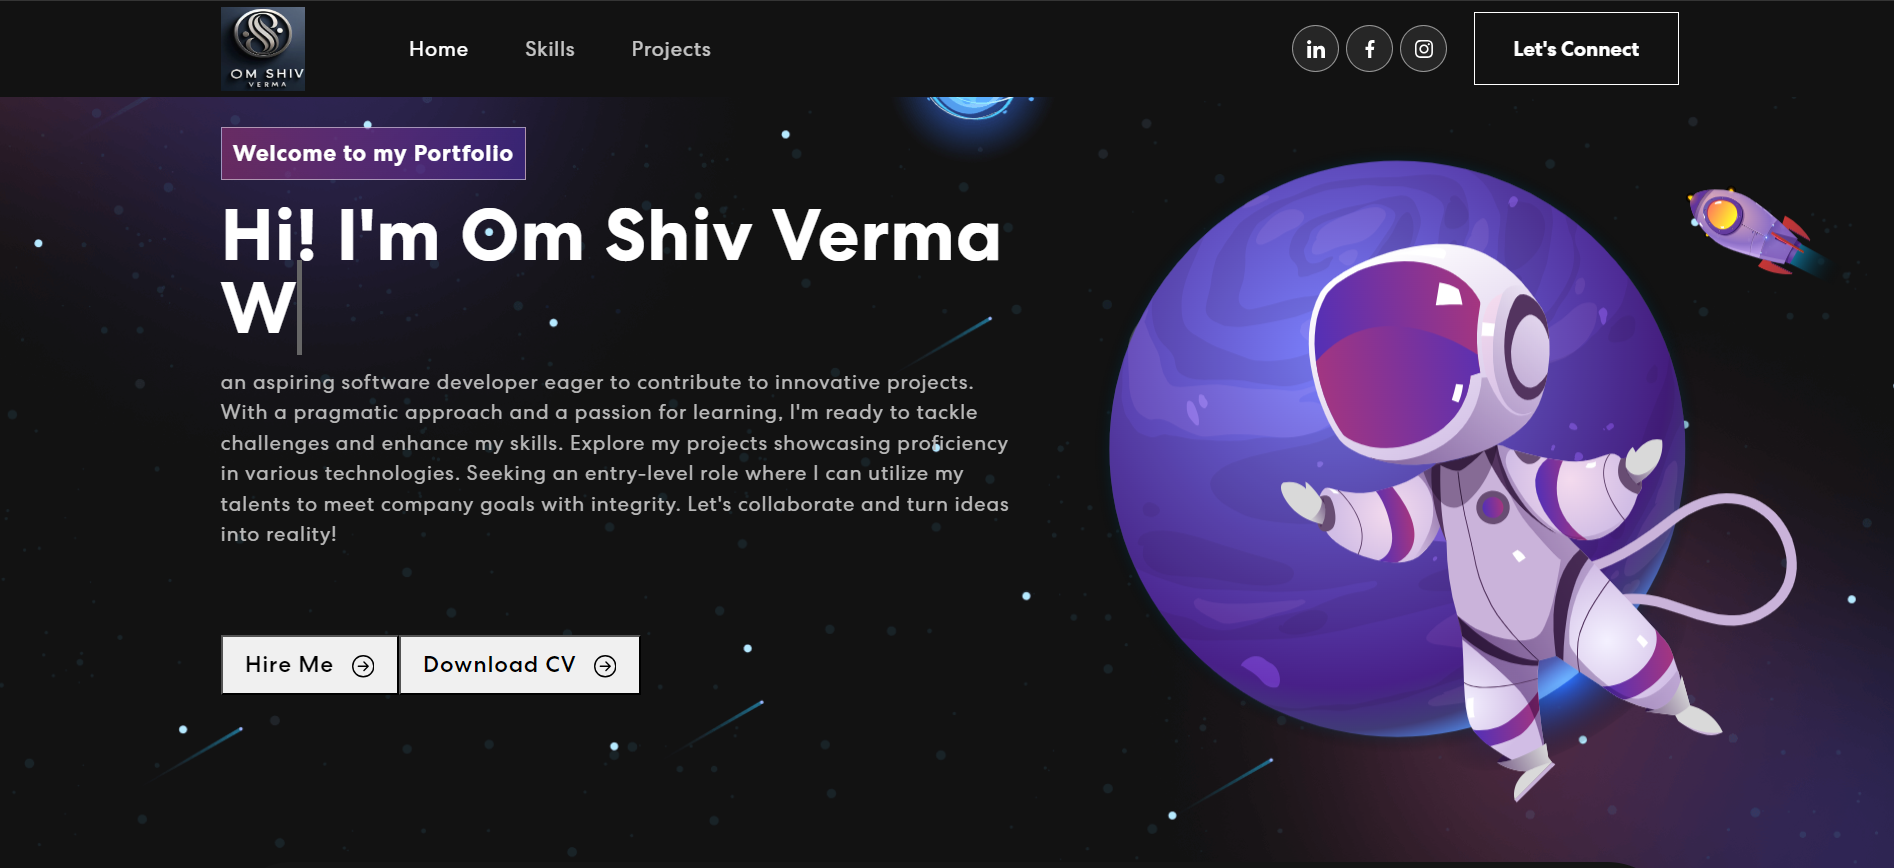 OM SHIV
VERMA
Home Skills Projects
Let's Connect
Welcome to my Portfolio
Hi! I'm Om Shiv Verma
W
an aspiring software developer eager to contribute to innovative projects.
With a pragmatic approach and a passion for learning, I'm ready to tackle
challenges and enhance my skills. Explore my projects showcasing proficiency
in various technologies. Seeking an entry-level role where I can utilize my
talents to meet company goals with integrity. Let's collaborate and turn ideas
into reality!
Hire Me Download CV